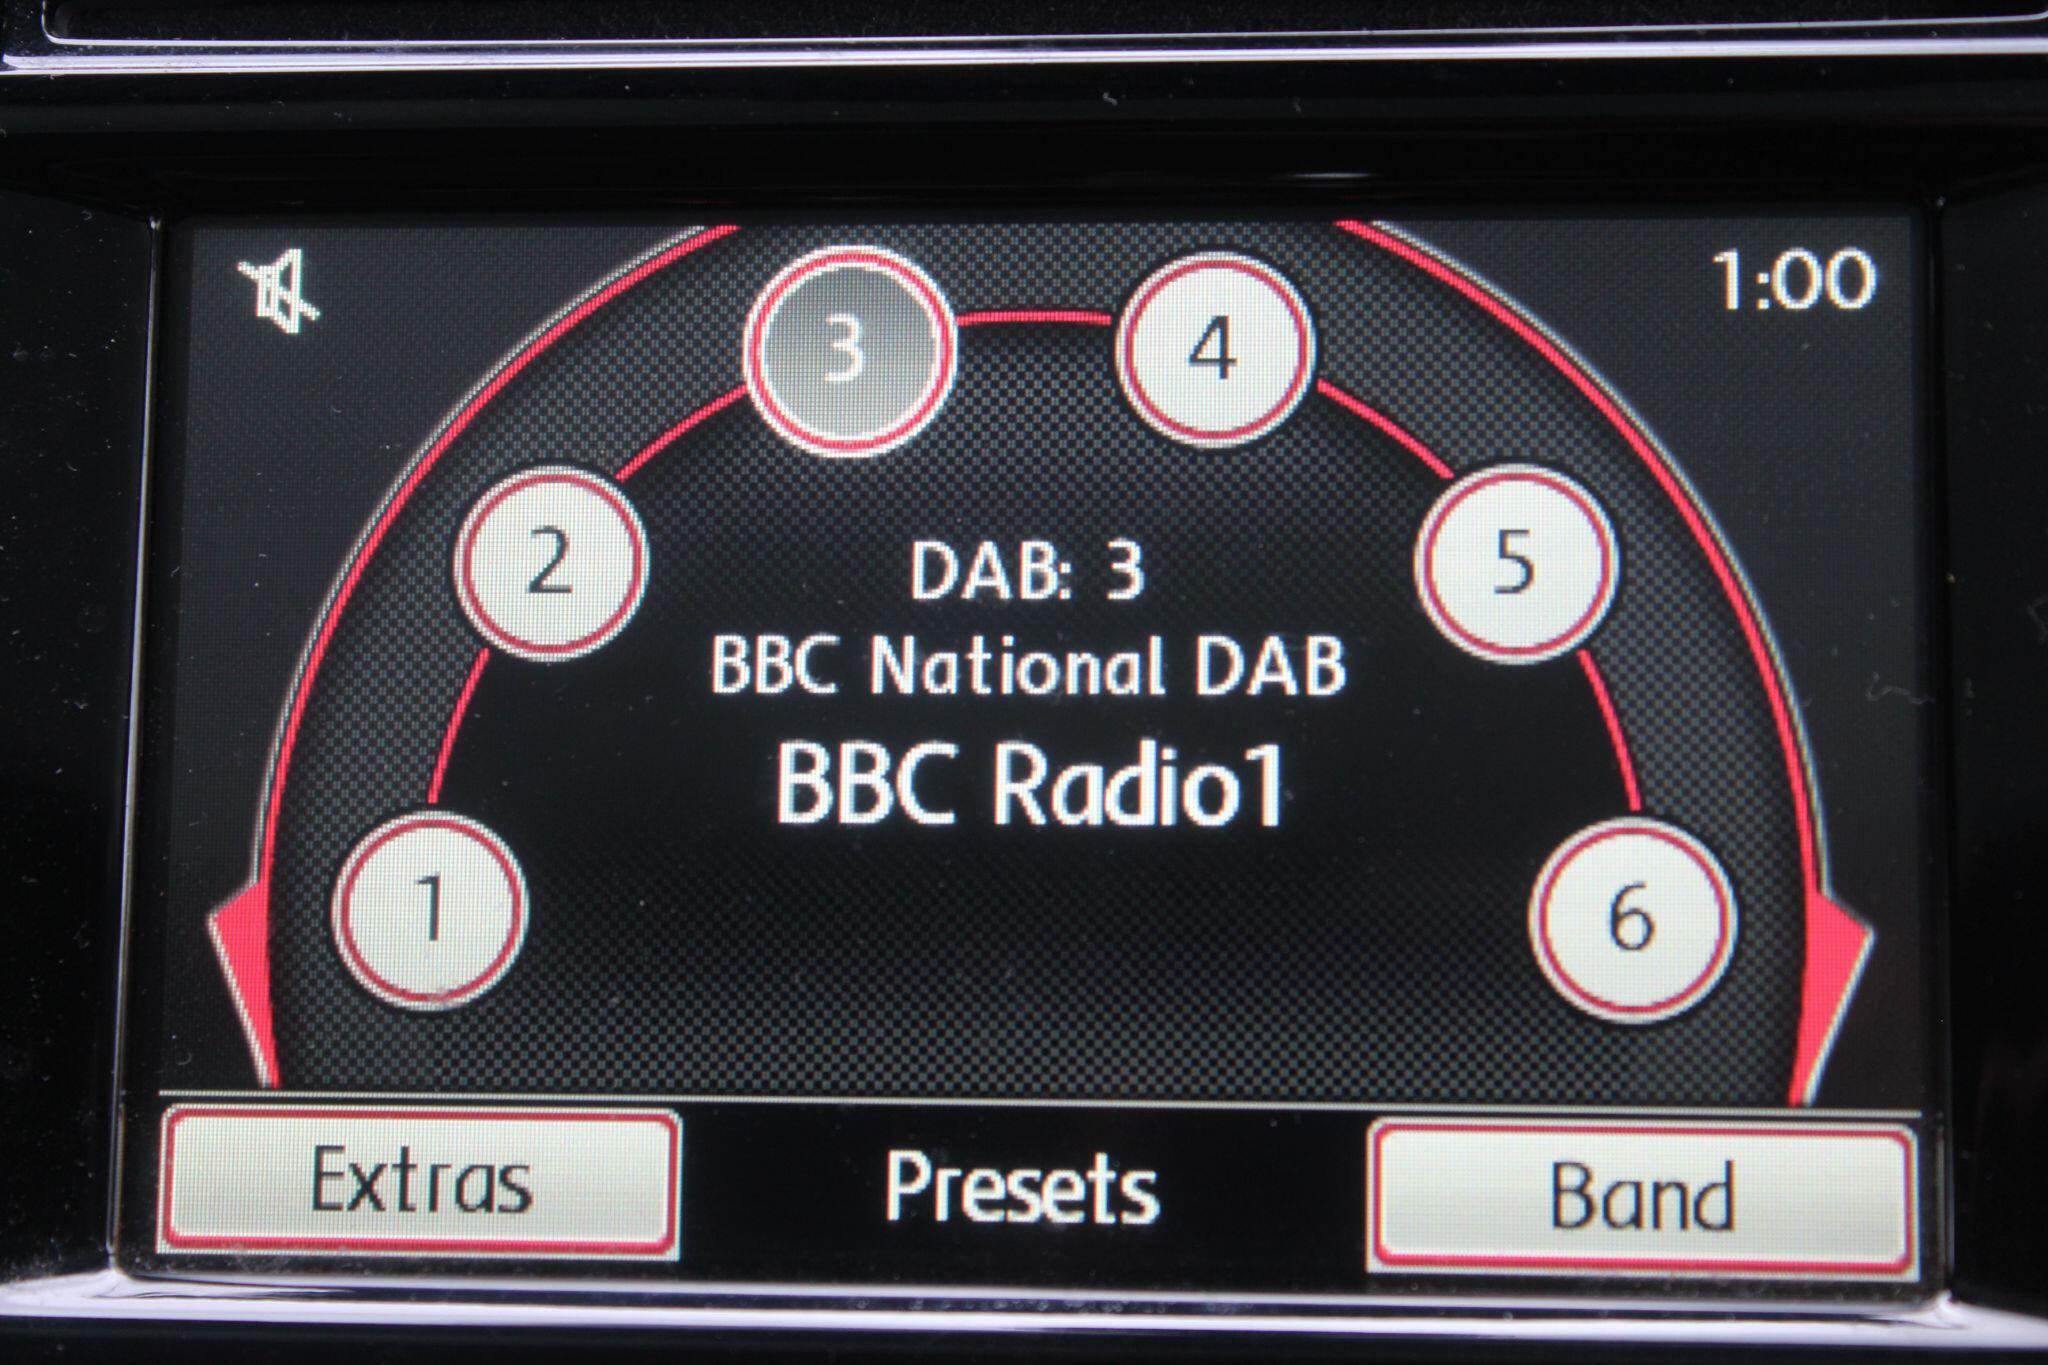 1:00
3
4
2
5
DAB: 3
BBC National DAB
BBC Radio1
1
6
Extras
Presets
Band